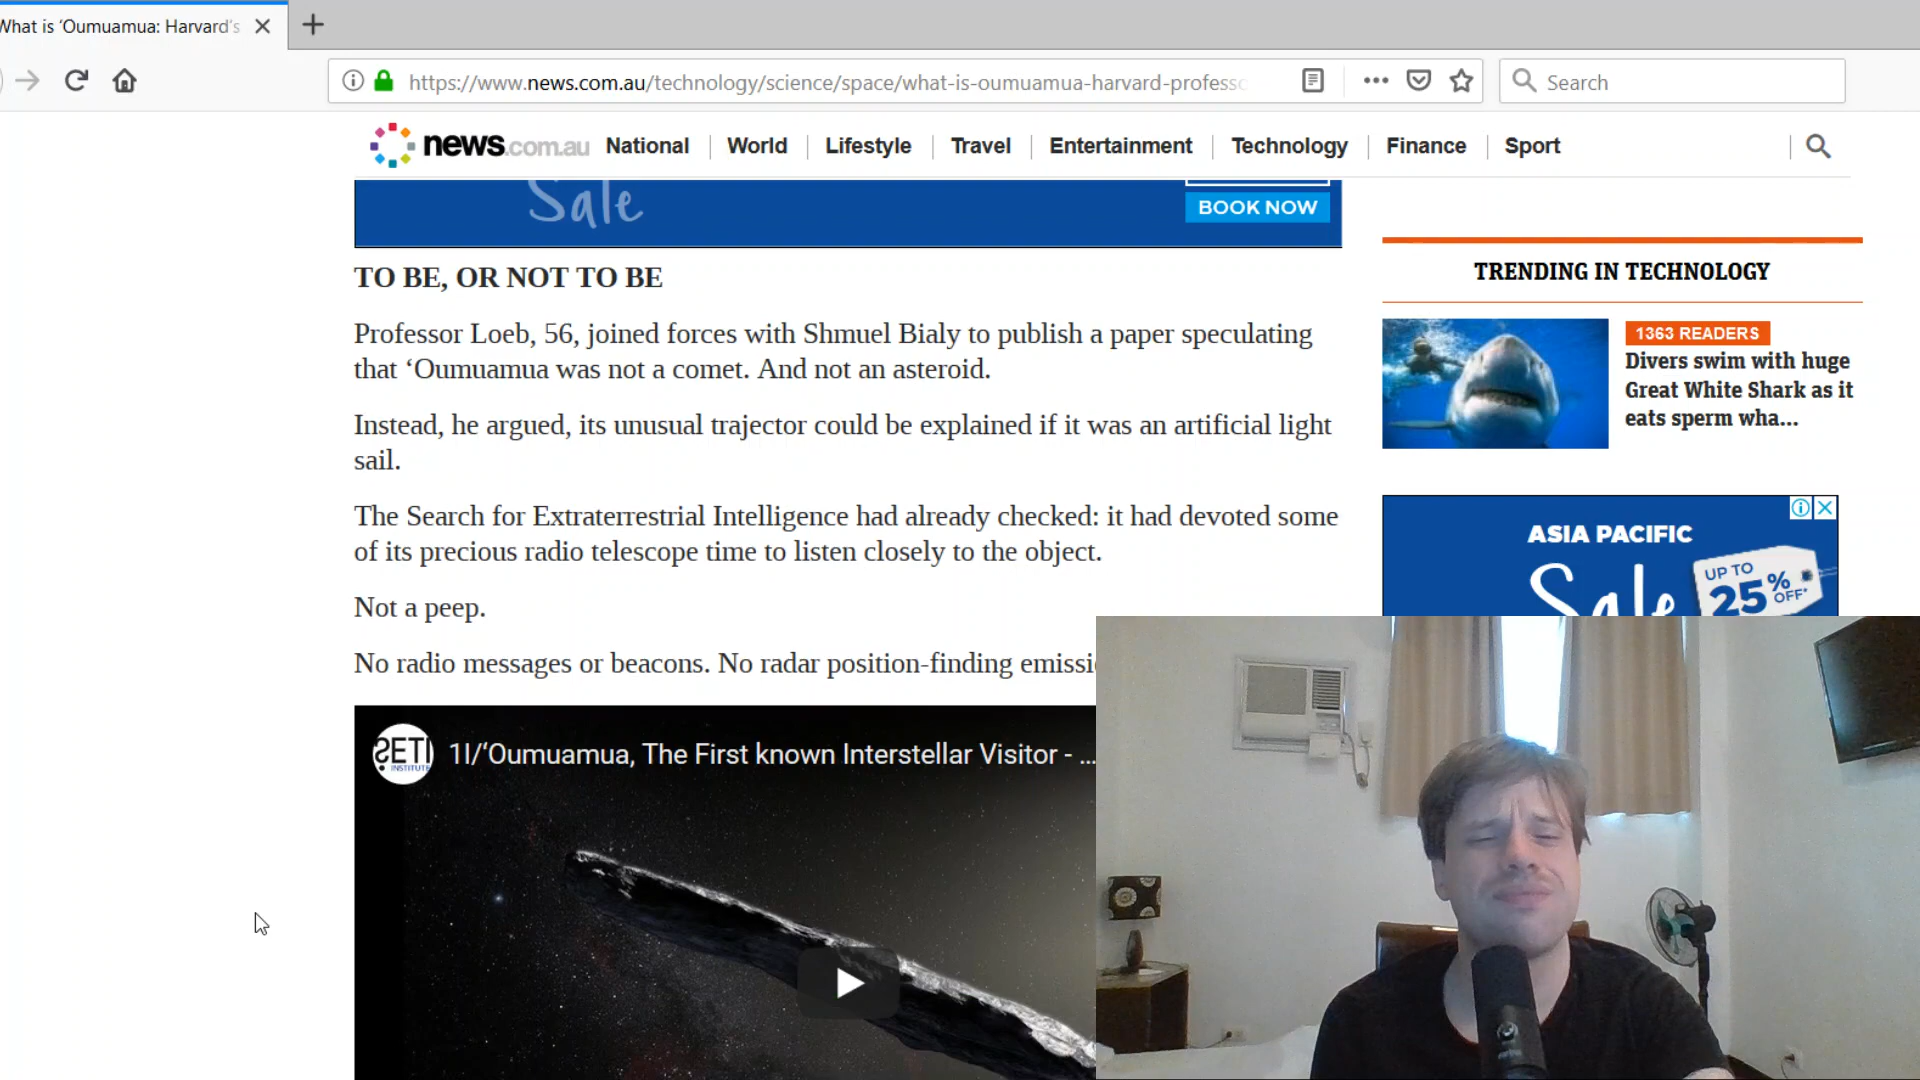 What is ‘Oumuamua: Harvard's
https://www.news.com.au/technology/science/space/what-is-oumuamua-harvard-professo
Search
news.com.au National World Lifestyle Travel Entertainment Technology Finance Sport
Sale
BOOK NOW
TO BE, OR NOT TO BE
Professor Loeb, 56, joined forces with Shmuel Bialy to publish a paper speculating
that ‘Oumuamua was not a comet. And not an asteroid.
Instead, he argued, its unusual trajector could be explained if it was an artificial light
sail.
The Search for Extraterrestrial Intelligence had already checked: it had devoted some
of its precious radio telescope time to listen closely to the object.
Not a peep.
No radio messages or beacons. No radar position-finding emissi
SETI
INSTITUTE
1I/‘Oumuamua, The First known Interstellar Visitor - ...
TRENDING IN TECHNOLOGY
1363 READERS
Divers swim with huge
Great White Shark as it
eats sperm wha...
ASIA PACIFIC
Sale
UP TO
25% OFF*